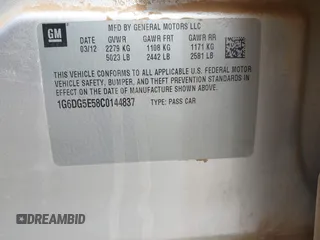 GM
MFD BY GENERAL MOTORS LLC
DATE GVWR GAWR FRT GAWR RR
03/12 2279 KG 1108 KG 1171 KG
5023 LB 2442 LB 2581 LB
THIS VEHICLE CONFORMS TO ALL APPLICABLE U.S. FEDERAL MOTOR
VEHICLE SAFETY, BUMPER, AND THEFT PREVENTION STANDARDS
IN EFFECT ON THE DATE OF MANUFACTURE SHOWN ABOVE.
1G6DG5E58C0144837 TYPE: PASS CAR
DREAMBID